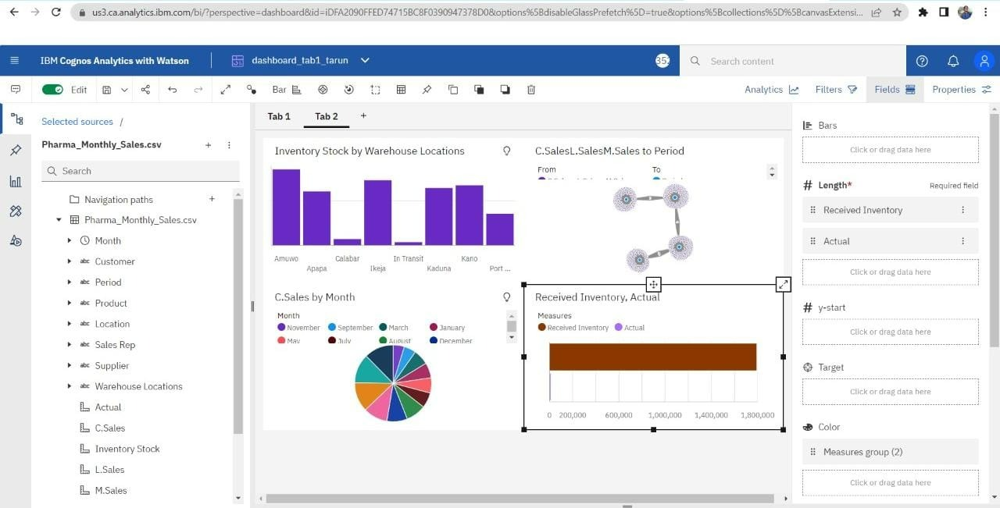 us3.ca.analytics.ibm.com/bi/?perspective=dashboard&id=iDFA2090FFED74715BC3F0390947378D0&options%5BdisableGlassPrefetch%5D=true&options%5Bcollections%5D%5BcanvasExtensi...
IBM Cognos Analytics with Watson
dashboard_tab1_tarun
Search content
Edit
Bar
Analytics
Filters
Fields
Properties
Selected sources /
Pharma_Monthly_Sales.csv
Search
Navigation paths
Pharma_Monthly_Sales.csv
Month
abc Customer
abc Period
abc Product
abc Location
abc Sales Rep
abc Supplier
abc Warehouse Locations
Actual
C.Sales
Inventory Stock
L.Sales
M.Sales
Tab 1
Tab 2
Inventory Stock by Warehouse Locations
Amuwo Calabar In Transit Kano
Apapa Ikeja Kaduna Port ...
C.SalesL.SalesM.Sales to Period
From To
C.Sales by Month
Month
November September March January
May July August December
Received Inventory, Actual
Measures
Received Inventory Actual
0 200,000 600,000 1,000,000 1,400,000 1,800,000
Bars
Click or drag data here
# Length* Required field
Received Inventory
Actual
Click or drag data here
# y-start
Click or drag data here
Target
Click or drag data here
Color
Measures group (2)
Click or drag data here